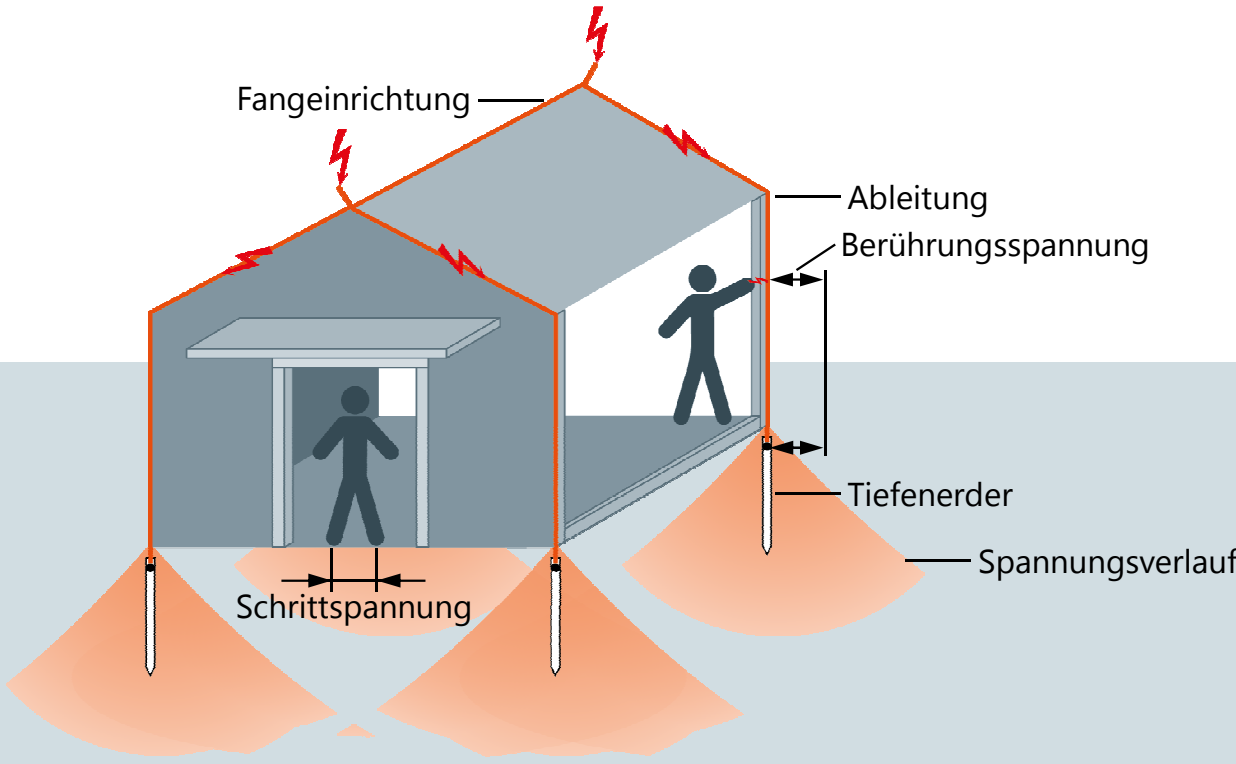 Fangeinrichtung
Ableitung
Berührungsspannung
Tiefenerder
Spannungsverlauf
Schrittspannung